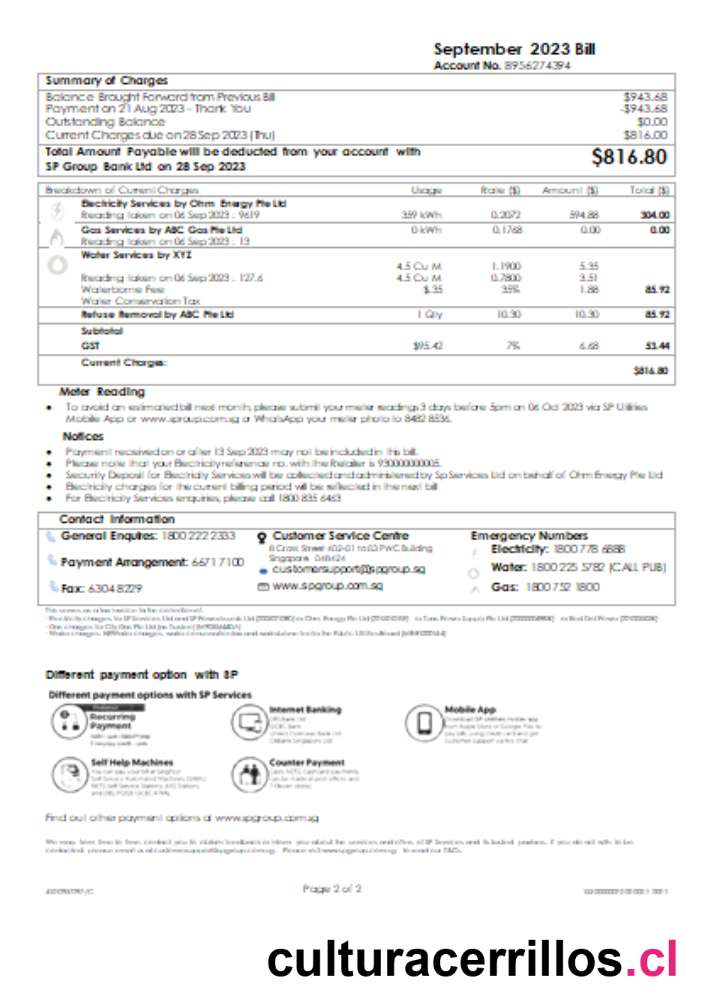 September 2023 Bill
Account No. 8956274394
Summary of Charges
Balance Brought Forward from Previous Bill $943.68
Payment on 21 Aug 2023 - Thank You -$943.68
Outstanding Balance $0.00
Current Charges due on 28 Sep 2023 (Thu) $816.00
Total Amount Payable will be deducted from your account with
SP Group Bank Ltd on 28 Sep 2023 $816.80
Breakdown of Current Charges Usage Rate ($) Amount ($) Total ($)
Electricity Services by Ohm Energy Pte Ltd
Reading taken on 06 Sep 2023 : 9619 359 kWh 0.2072 594.88 304.00
Gas Services by ABC Gas Pte Ltd 0 kWh 0.1768 0.00 0.00
Reading taken on 06 Sep 2023 : 13
Water Services by XYZ
4.5 Cu M 1.1900 5.35
Reading taken on 06 Sep 2023 : 127.6 4.5 Cu M 0.7800 3.51
Waterborne Fee $.35 35% 1.88 85.92
Water Conservation Tax
Refuse Removal by ABC Pte Ltd 1 Qty 10.30 10.30 85.92
Subtotal
GST $95.42 7% 6.68 53.44
Current Charges:
$816.80
Meter Reading
• To avoid an estimated bill next month, please submit your meter readings 3 days before 5pm on 06 Oct 2023 via SP Utilities
Mobile App or www.spgroup.com.sg or WhatsApp your meter photo to 8482 8536.
Notices
• Payment received on or after 13 Sep 2023 may not be included in this bill.
• Please note that your Electricity reference no. with the Retailer is 93000000005.
• Security Deposit for Electricity Services will be collected and administered by Sp Services Ltd on behalf of Ohm Energy Pte Ltd
• Electricity charges for the current billing period will be reflected in the next bill
• For Electricity Services enquiries, please call 1800 835 6463
Contact Information
General Enquires: 1800 222 2333 Customer Service Centre Emergency Numbers
8 Cross Street #02-01 to 03 PWC Building Electricity: 1800 778 6888
Payment Arrangement: 6671 7100 Singapore 048424
customersupport@spgroup.sg Water: 1800 225 5782 (CALL PUB)
Fax: 6304 8229 www.spgroup.com.sg Gas: 1800 752 1800
Different payment option with SP
Different payment options with SP Services
Recurring Payment
Internet Banking
Mobile App
Self Help Machines
Counter Payment
Find out other payment options at www.spgroup.com.sg
Page 2 of 2
culturacerrillos.cl